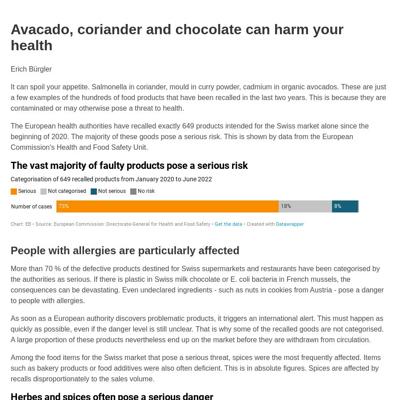 Avacado, coriander and chocolate can harm your
health
Erich Bürgler
It can spoil your appetite. Salmonella in coriander, mould in curry powder, cadmium in organic avocados. These are just
a few examples of the hundreds of food products that have been recalled in the last two years. This is because they are
contaminated or may otherwise pose a threat to health.
The European health authorities have recalled exactly 649 products intended for the Swiss market alone since the
beginning of 2020. The majority of these goods pose a serious risk. This is shown by data from the European
Commission's Health and Food Safety Unit.
The vast majority of faulty products pose a serious risk
Categorisation of 649 recalled products from January 2020 to June 2022
Serious Not categorised Not serious No risk
Number of cases 73% 18% 8%
Chart: EB • Source: European Commission: Directorate-General for Health and Food Safety • Get the data • Created with Datawrapper
People with allergies are particularly affected
More than 70 % of the defective products destined for Swiss supermarkets and restaurants have been categorised by
the authorities as serious. If there is plastic in Swiss milk chocolate or E. coli bacteria in French mussels, the
consequences can be devastating. Even undeclared ingredients - such as nuts in cookies from Austria - pose a danger
to people with allergies.
As soon as a European authority discovers problematic products, it triggers an international alert. This must happen as
quickly as possible, even if the danger level is still unclear. That is why some of the recalled goods are not categorised.
A large proportion of these products nevertheless end up on the market before they are withdrawn from circulation.
Among the food items for the Swiss market that pose a serious threat, spices were the most frequently affected. Items
such as bakery products or food additives were also often deficient. This is in absolute figures. Spices are affected by
recalls disproportionately to the sales volume.
Herbes and spices often pose a serious danger